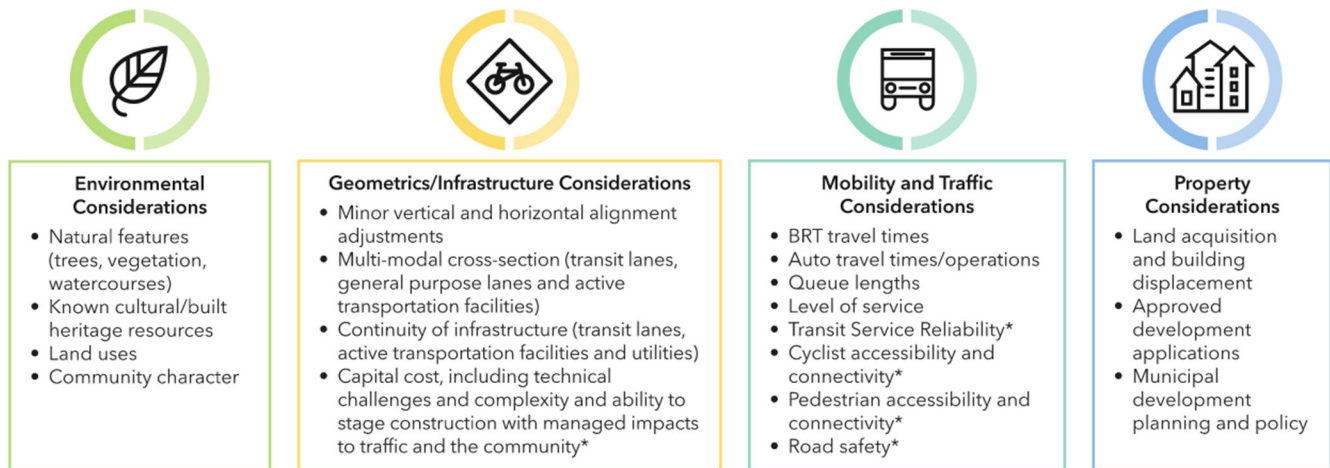 Environmental
Considerations
• Natural features
(trees, vegetation,
watercourses)
• Known cultural/built
heritage resources
• Land uses
• Community character
Geometrics/Infrastructure Considerations
• Minor vertical and horizontal alignment
adjustments
• Multi-modal cross-section (transit lanes,
general purpose lanes and active
transportation facilities)
• Continuity of infrastructure (transit lanes,
active transportation facilities and utilities)
• Capital cost, including technical
challenges and complexity and ability to
stage construction with managed impacts
to traffic and the community*
Mobility and Traffic
Considerations
• BRT travel times
• Auto travel times/operations
• Queue lengths
• Level of service
• Transit Service Reliability*
• Cyclist accessibility and
connectivity*
• Pedestrian accessibility and
connectivity*
• Road safety*
Property
Considerations
• Land acquisition
and building
displacement
• Approved
development
applications
• Municipal
development
planning and policy